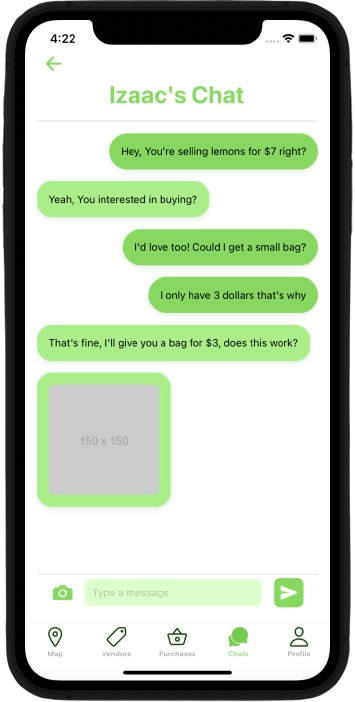 4:22
Izaac's Chat
Hey, You're selling lemons for $7 right?
Yeah, You interested in buying?
I'd love too! Could I get a small bag?
I only have 3 dollars that's why
That's fine, I'll give you a bag for $3, does this work?
150 x 150
Type a message
Map Vendors Purchases Chats Profile